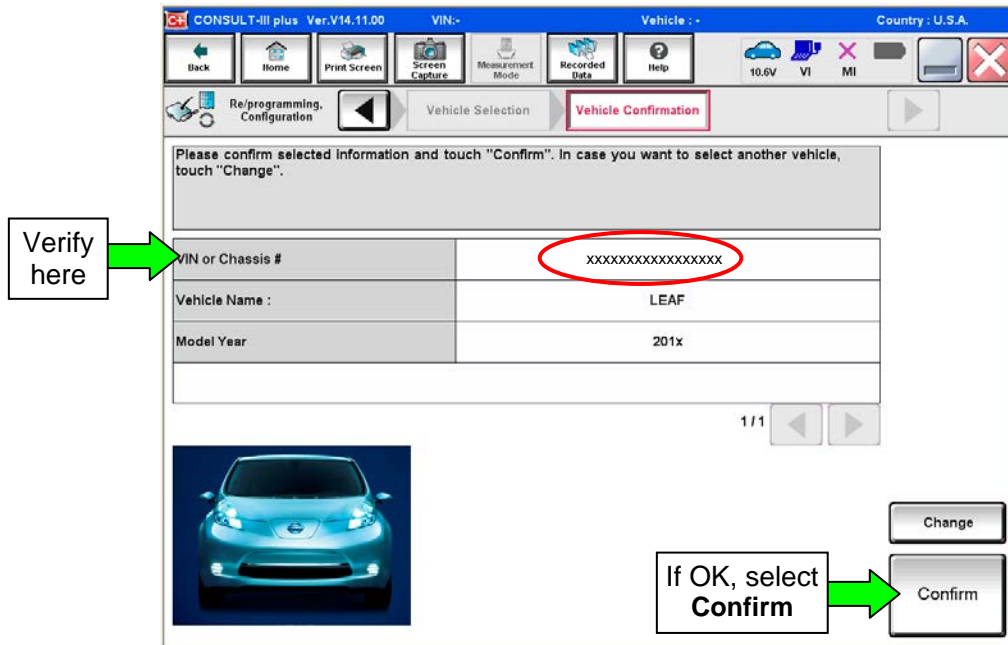 C+ CONSULT-III plus Ver.V14.11.00 VIN:- Vehicle : - Country : U.S.A.
Back Home Print Screen Screen Capture Measurement Mode Recorded Data Help 10.6V VI MI
Re/programming, Configuration Vehicle Selection Vehicle Confirmation
Please confirm selected information and touch "Confirm". In case you want to select another vehicle,
touch "Change".
Verify
here
VIN or Chassis # xxxxxxxxxxxxxxxxx
Vehicle Name : LEAF
Model Year 201x
1/1
Change
If OK, select
Confirm
Confirm